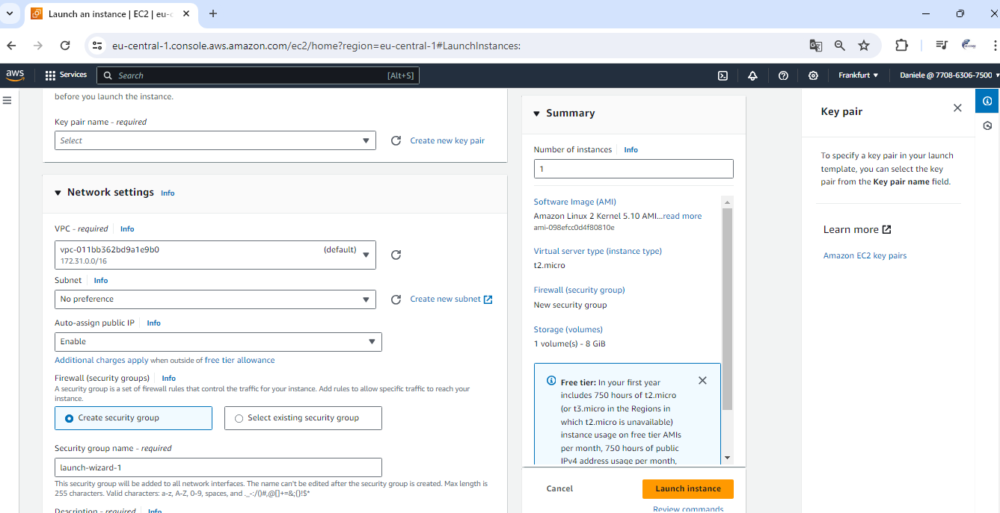 Launch an instance | EC2 | eu-c
eu-central-1.console.aws.amazon.com/ec2/home?region=eu-central-1#LaunchInstances:
aws
Services
Search
[Alt+S]
Frankfurt
Daniele @ 7708-6306-7500
before you launch the instance.
Key pair name - required
Select
Create new key pair
Network settings Info
VPC - required Info
vpc-011bb362bd9a1e9b0 (default)
172.31.0.0/16
Subnet Info
No preference
Create new subnet
Auto-assign public IP Info
Enable
Additional charges apply when outside of free tier allowance
Firewall (security groups) Info
A security group is a set of firewall rules that control the traffic for your instance. Add rules to allow specific traffic to reach your
instance.
Create security group
Select existing security group
Security group name - required
launch-wizard-1
This security group will be added to all network interfaces. The name can't be edited after the security group is created. Max length is
255 characters. Valid characters: a-z, A-Z, 0-9, spaces, and ._-:/()#,@[]+=&;{}!$*
Description - required Info
Summary
Number of instances Info
1
Software Image (AMI)
Amazon Linux 2 Kernel 5.10 AMI...read more
ami-098efcc0d4f80810e
Virtual server type (instance type)
t2.micro
Firewall (security group)
New security group
Storage (volumes)
1 volume(s) - 8 GiB
Free tier: In your first year
includes 750 hours of t2.micro
(or t3.micro in the Regions in
which t2.micro is unavailable)
instance usage on free tier AMIs
per month, 750 hours of public
IPv4 address usage per month,
Cancel
Launch instance
Review commands
Key pair
To specify a key pair in your launch
template, you can select the key
pair from the Key pair name field.
Learn more
Amazon EC2 key pairs